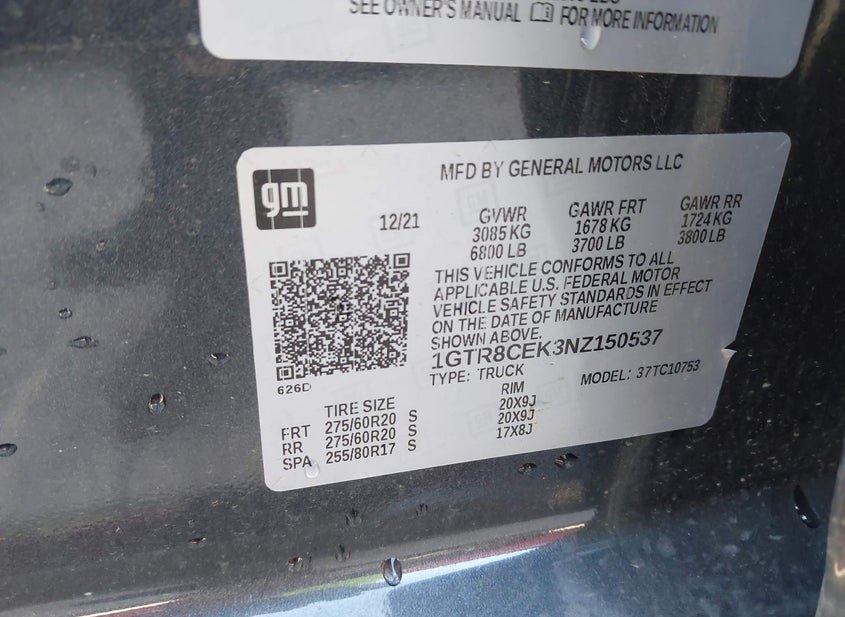 SEE OWNER'S MANUAL FOR MORE INFORMATION
MFD BY GENERAL MOTORS LLC
gm
12/21
GVWR GAWR FRT GAWR RR
3085 KG 1678 KG 1724 KG
6800 LB 3700 LB 3800 LB
THIS VEHICLE CONFORMS TO ALL
APPLICABLE U.S. FEDERAL MOTOR
VEHICLE SAFETY STANDARDS IN EFFECT
ON THE DATE OF MANUFACTURE
SHOWN ABOVE.
1GTR8CEK3NZ150537
TYPE: TRUCK MODEL: 37TC10753
626D
TIRE SIZE RIM
FRT 275/60R20 S 20X9J
RR 275/60R20 S 20X9J
SPA 255/80R17 S 17X8J